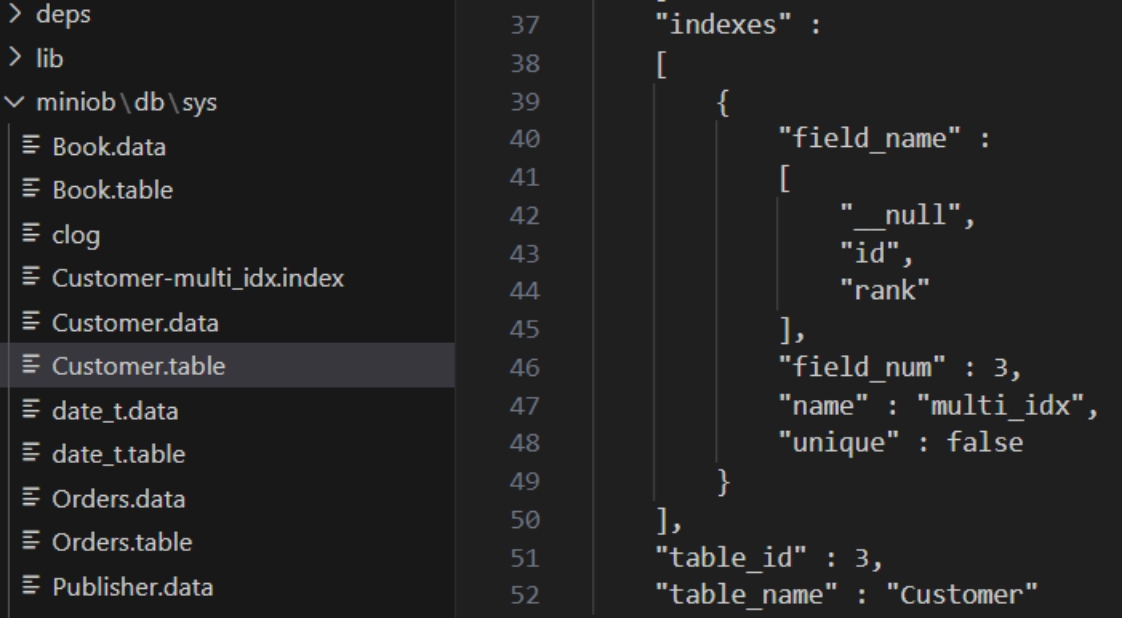 deps
lib
miniob\db\sys
Book.data
Book.table
clog
Customer-multi_idx.index
Customer.data
Customer.table
date_t.data
date_t.table
Orders.data
Orders.table
Publisher.data
37 "indexes" :
38 [
39 {
40 "field_name" :
41 [
42 "__null",
43 "id",
44 "rank"
45 ],
46 "field_num" : 3,
47 "name" : "multi_idx",
48 "unique" : false
49 }
50 ],
51 "table_id" : 3,
52 "table_name" : "Customer"